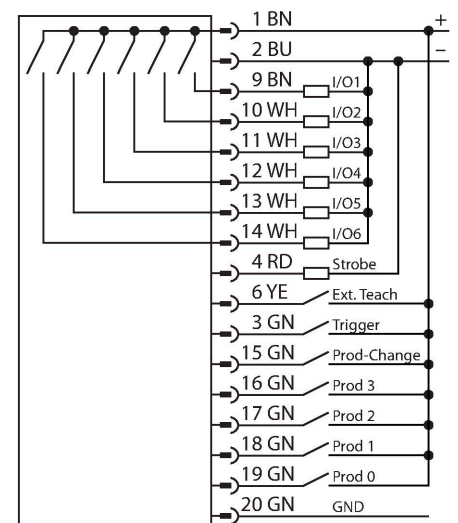 1 BN +
2 BU −
9 BN I/O1
10 WH I/O2
11 WH I/O3
12 WH I/O4
13 WH I/O5
14 WH I/O6
4 RD Strobe
6 YE Ext. Teach
3 GN Trigger
15 GN Prod-Change
16 GN Prod 3
17 GN Prod 2
18 GN Prod 1
19 GN Prod 0
20 GN GND